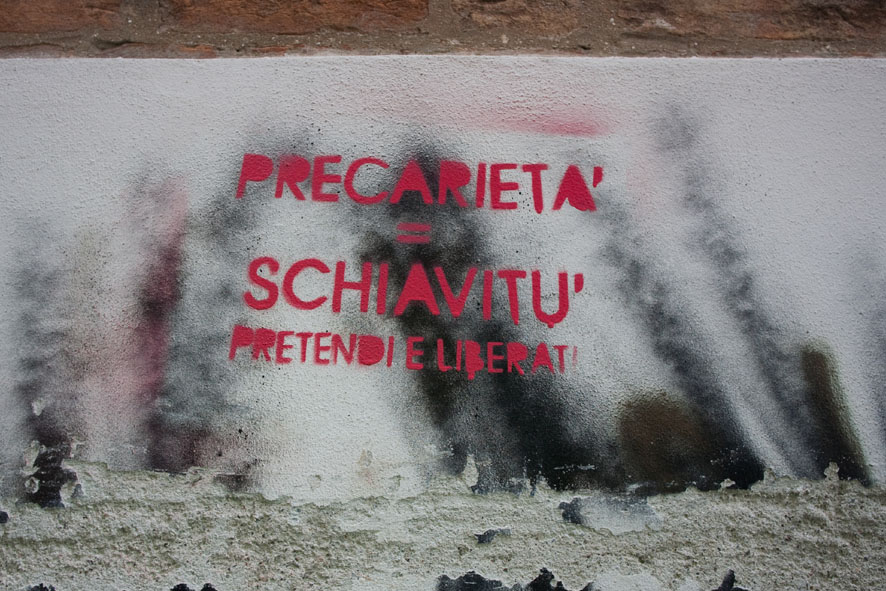 PRECARIETA'
=
SCHIAVITU'
PRETENDI E LIBERATI